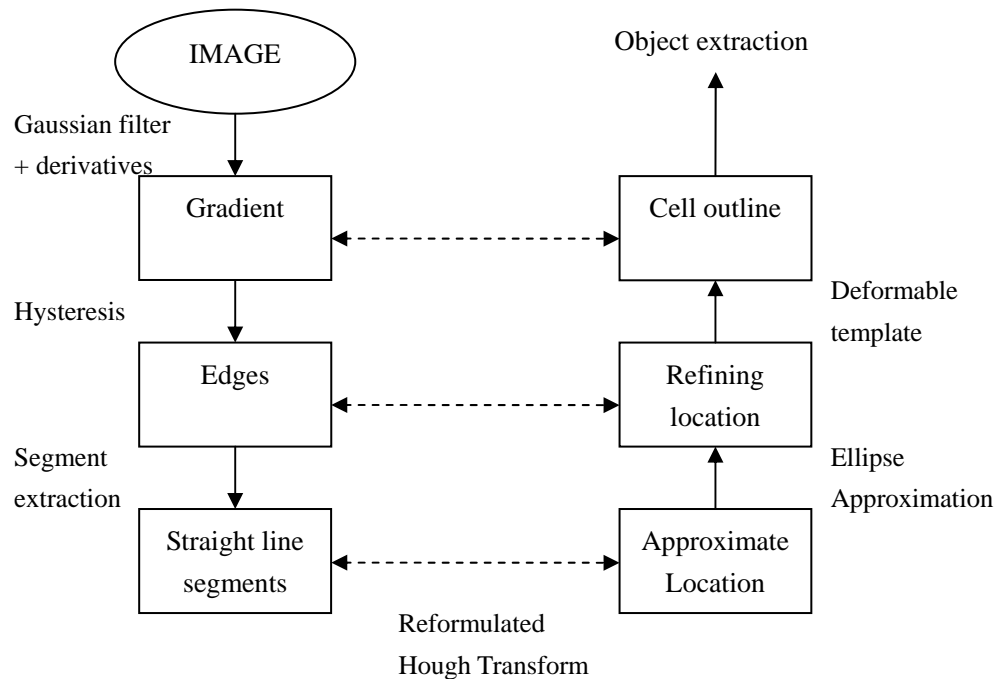 IMAGE
Object extraction
Gaussian filter
+ derivatives
Gradient
Cell outline
Hysteresis
Deformable
template
Edges
Refining
location
Segment
extraction
Ellipse
Approximation
Straight line
segments
Approximate
Location
Reformulated
Hough Transform